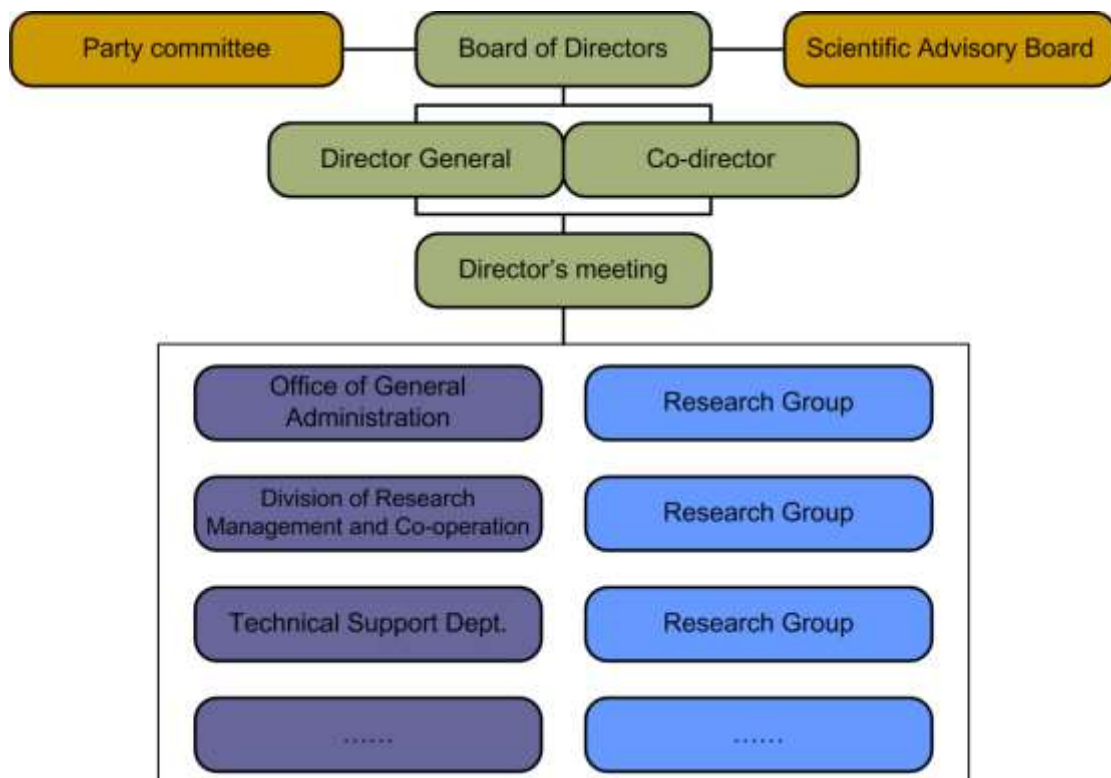 Party committee
Board of Directors
Scientific Advisory Board
Director General
Co-director
Director’s meeting
Office of General
Administration
Research Group
Division of Research
Management and Co-operation
Research Group
Technical Support Dept.
Research Group
......
......